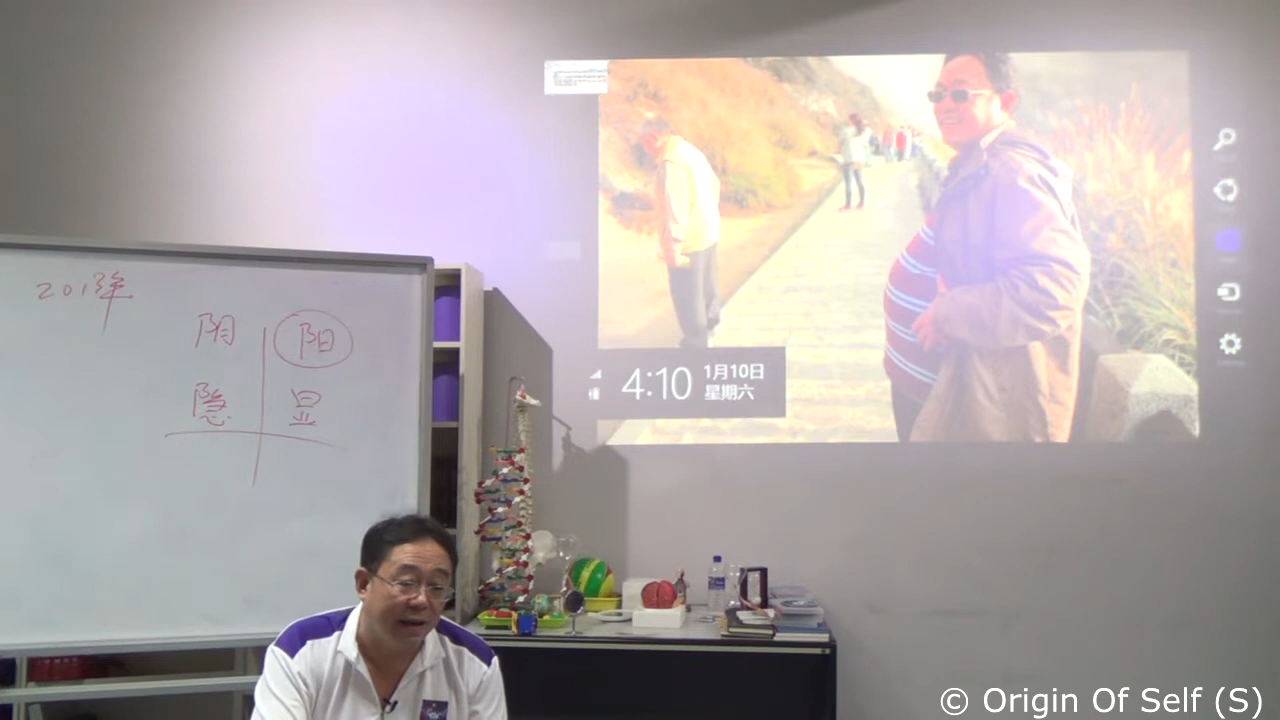 2013年
阴 阳
隐 显
4:10 1月10日
星期六
© Origin Of Self (S)